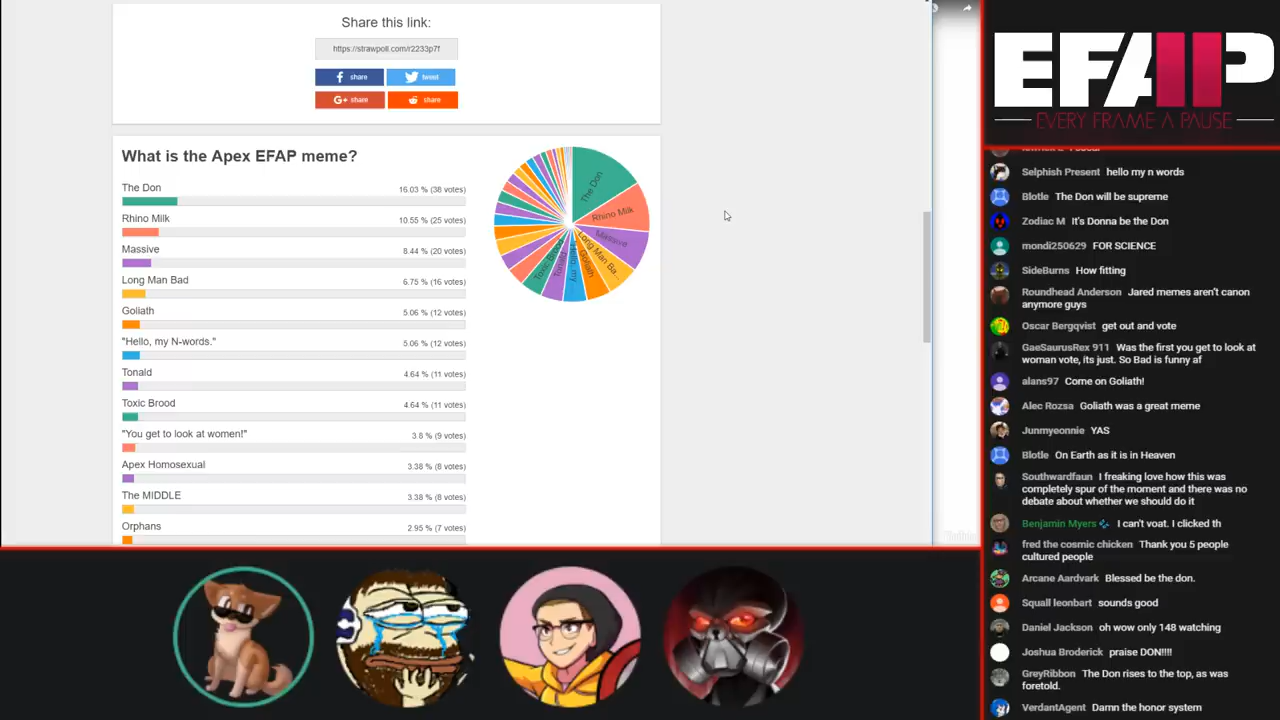 Share this link:
https://strawpoll.com/r2233p7f
share
tweet
G+ share
share
What is the Apex EFAP meme?
The Don
16.03 % (38 votes)
Rhino Milk
10.55 % (25 votes)
Massive
8.44 % (20 votes)
Long Man Bad
6.75 % (16 votes)
Goliath
5.06 % (12 votes)
"Hello, my N-words."
5.06 % (12 votes)
Tonald
4.64 % (11 votes)
Toxic Brood
4.64 % (11 votes)
"You get to look at women!"
3.8 % (9 votes)
Apex Homosexual
3.38 % (8 votes)
The MIDDLE
3.38 % (8 votes)
Orphans
2.95 % (7 votes)
The Don
Rhino Milk
Massive
Long Man Ba
Goliath
Toxic Broo
EFAP
EVERY FRAME A PAUSE
Selphish Present hello my n words
Blotle The Don will be supreme
Zodiac M It's Donna be the Don
mondi250629 FOR SCIENCE
SideBurns How fitting
Roundhead Anderson Jared memes aren't canon
anymore guys
Oscar Bergqvist get out and vote
GaeSaurusRex 911 Was the first you get to look at
woman vote, its just. So Bad is funny af
alans97 Come on Goliath!
Alec Rozsa Goliath was a great meme
Junmyeonnie YAS
Blotle On Earth as it is in Heaven
Southwardfaun I freaking love how this was
completely spur of the moment and there was no
debate about whether we should do it
Benjamin Myers I can't voat. I clicked th
fred the cosmic chicken Thank you 5 people
cultured people
Arcane Aardvark Blessed be the don.
Squall leonbart sounds good
Daniel Jackson oh wow only 148 watching
Joshua Broderick praise DON!!!!
GreyRibbon The Don rises to the top, as was
foretold.
VerdantAgent Damn the honor system